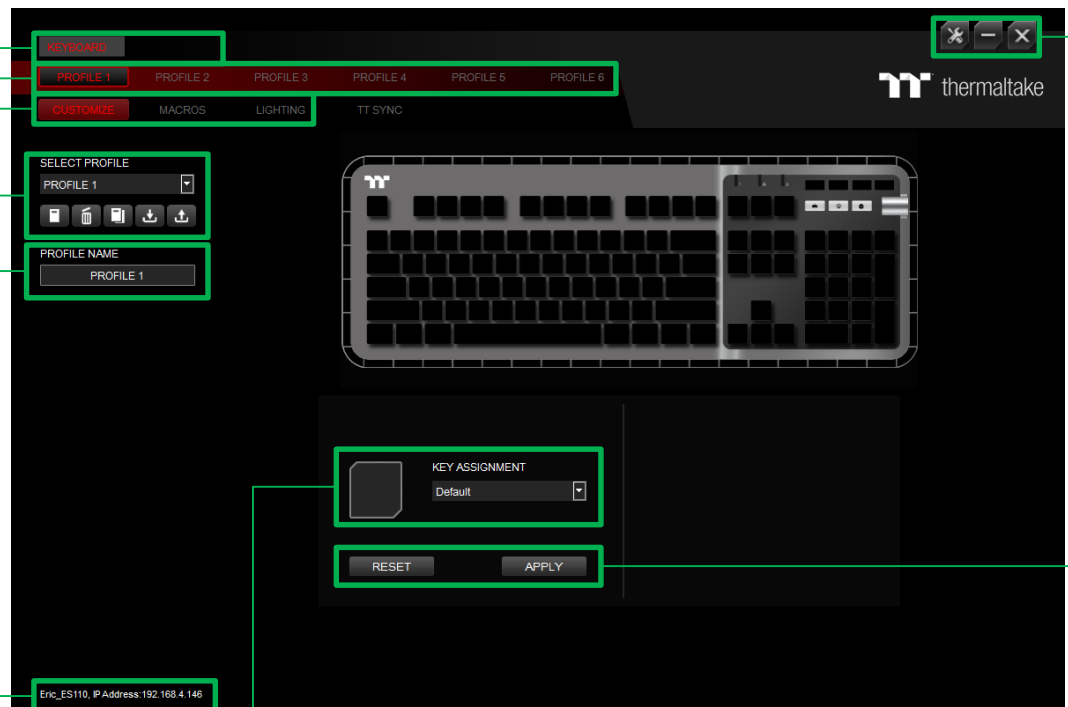 KEYBOARD
PROFILE 1 PROFILE 2 PROFILE 3 PROFILE 4 PROFILE 5 PROFILE 6
thermaltake
CUSTOMIZE MACROS LIGHTING TT SYNC
SELECT PROFILE
PROFILE 1
PROFILE NAME
PROFILE 1
KEY ASSIGNMENT
Default
RESET APPLY
Eric_ES110, IP Address:192.168.4.146